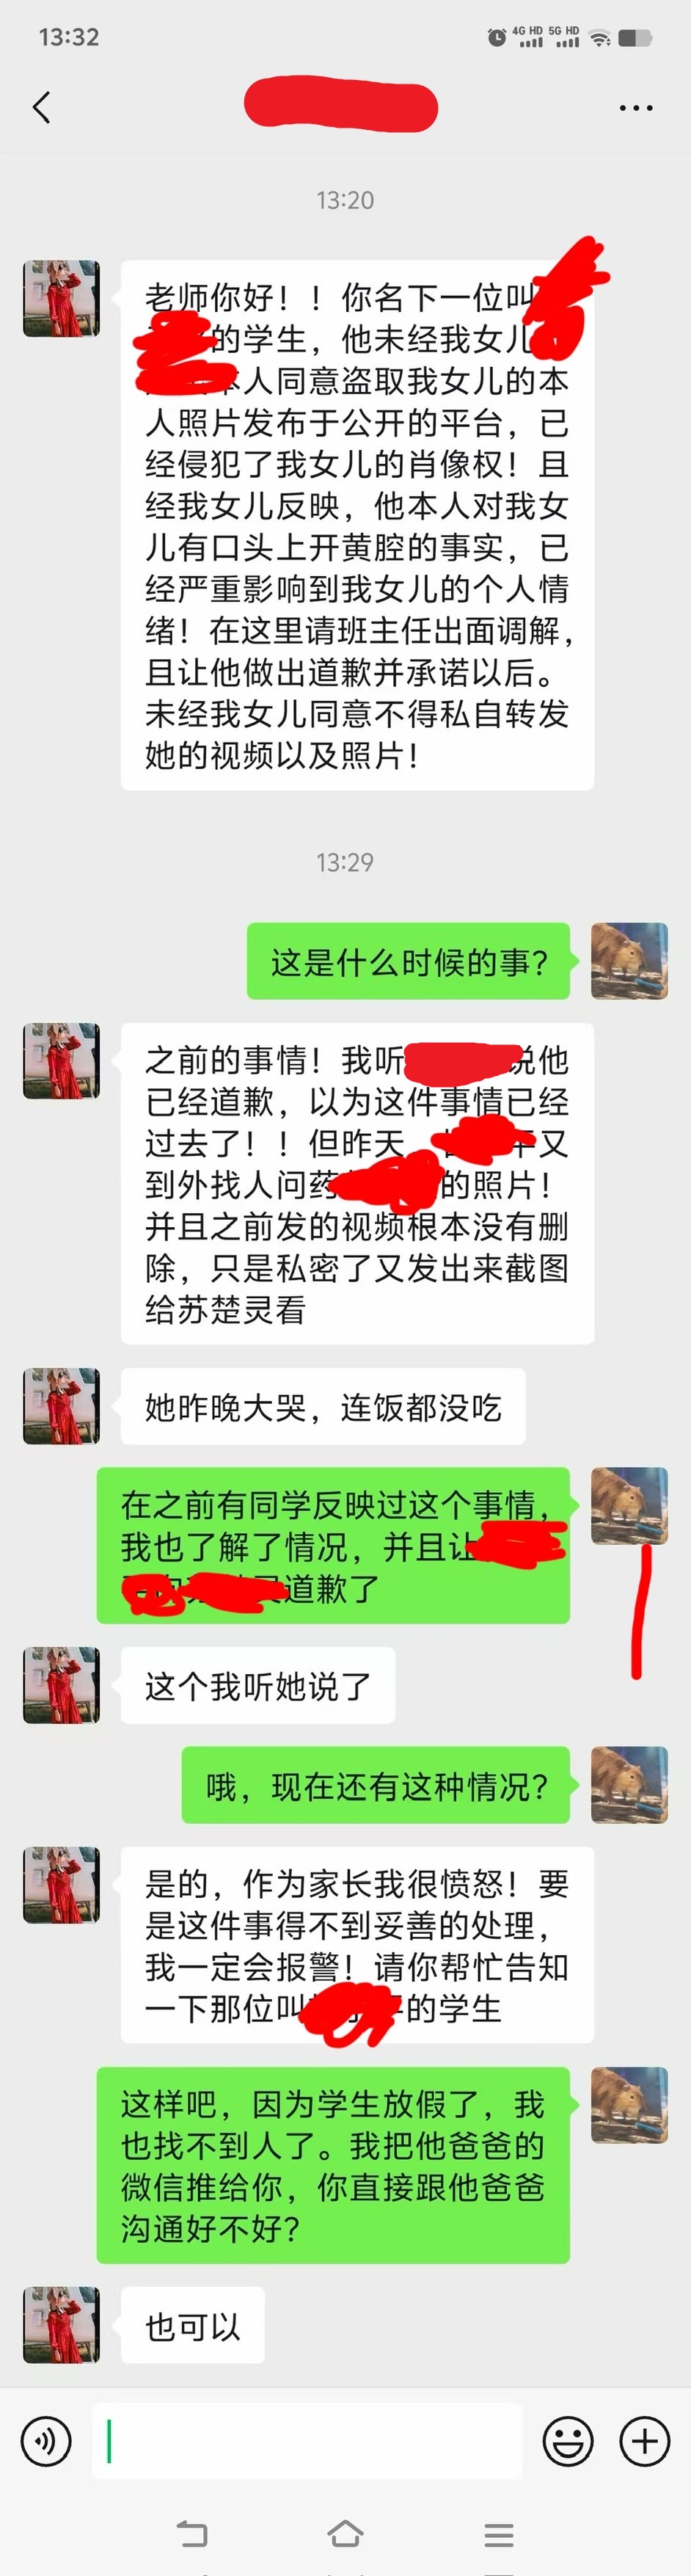 13:32
4G HD 5G HD
13:20
老师你好！！你名下一位叫
的学生，他未经我女儿
本人同意盗取我女儿的本
人照片发布于公开的平台，已
经侵犯了我女儿的肖像权！且
经我女儿反映，他本人对我女
儿有口头上开黄腔的事实，已
经严重影响到我女儿的个人情
绪！在这里请班主任出面调解，
且让他做出道歉并承诺以后。
未经我女儿同意不得私自转发
她的视频以及照片！
13:29
这是什么时候的事？
之前的事情！我听 说他
已经道歉，以为这件事情已经
过去了！！但昨天， 又
到外找人问药 的照片！
并且之前发的视频根本没有删
除，只是私密了又发出来截图
给苏楚灵看
她昨晚大哭，连饭都没吃
在之前有同学反映过这个事情，
我也了解了情况，并且让
道歉了
这个我听她说了
哦，现在还有这种情况？
是的，作为家长我很愤怒！要
是这件事得不到妥善的处理，
我一定会报警！请你帮忙告知
一下那位叫 的学生
这样吧，因为学生放假了，我
也找不到人了。我把他爸爸的
微信推给你，你直接跟他爸爸
沟通好不好？
也可以